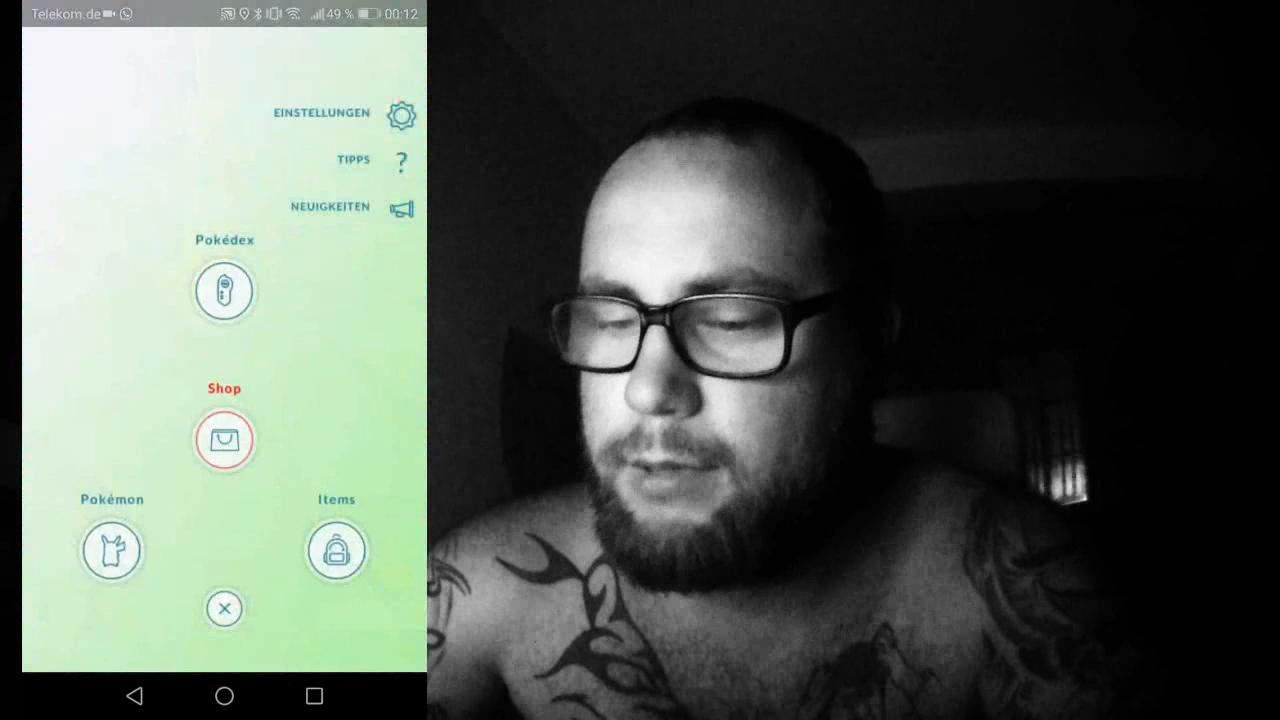 Telekom.de 49 % 00:12
EINSTELLUNGEN
TIPPS ?
NEUIGKEITEN
Pokédex
Shop
Pokémon Items